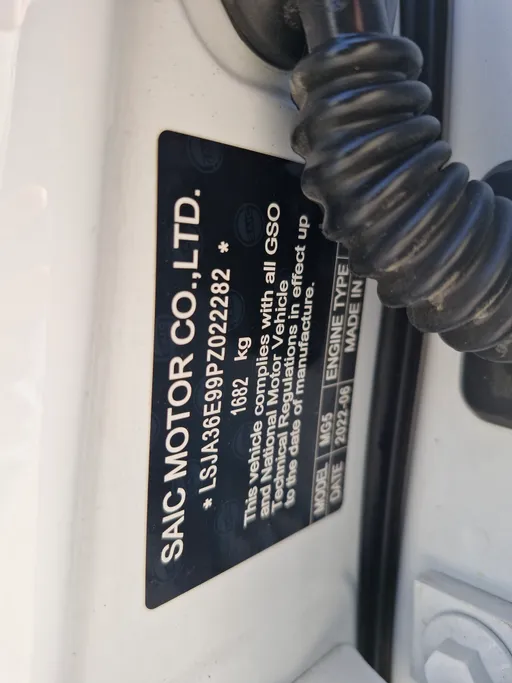 SAIC MOTOR CO.,LTD.
* LSJA36E99PZ022282 *
1682 kg
This vehicle complies with all GSO
and National Motor Vehicle
Technical Regulations in effect up
to the date of manufacture.
MODEL MG5 ENGINE TYPE
DATE 2022-06 MADE IN